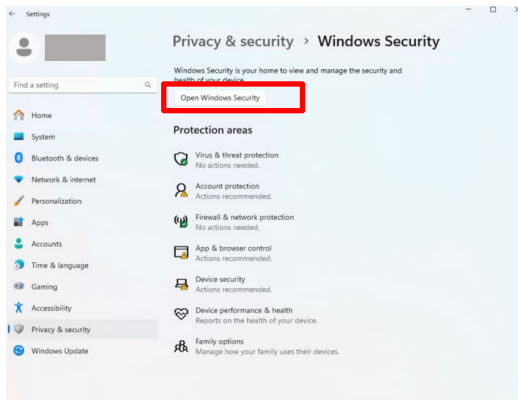 Settings
Privacy & security > Windows Security
Windows Security is your home to view and manage the security and
health of your device.
Find a setting
Open Windows Security
Home
System
Bluetooth & devices
Network & internet
Personalization
Apps
Accounts
Time & language
Gaming
Accessibility
Privacy & security
Windows Update
Protection areas
Virus & threat protection
No actions needed.
Account protection
Actions recommended.
Firewall & network protection
No actions needed.
App & browser control
Actions recommended.
Device security
Actions recommended.
Device performance & health
Reports on the health of your device.
Family options
Manage how your family uses their devices.